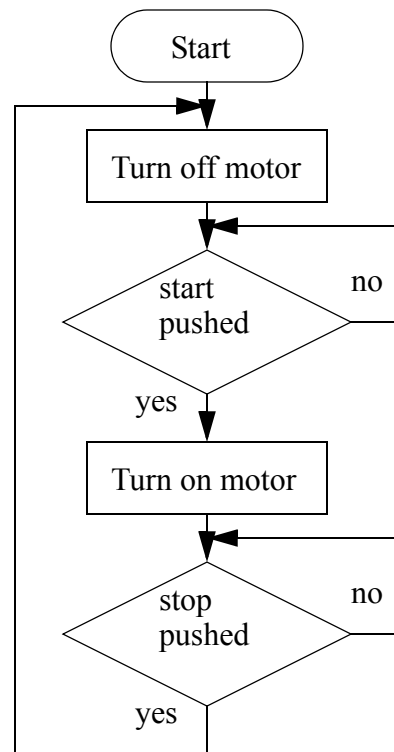 Start
Turn off motor
start
pushed
no
yes
Turn on motor
stop
pushed
no
yes